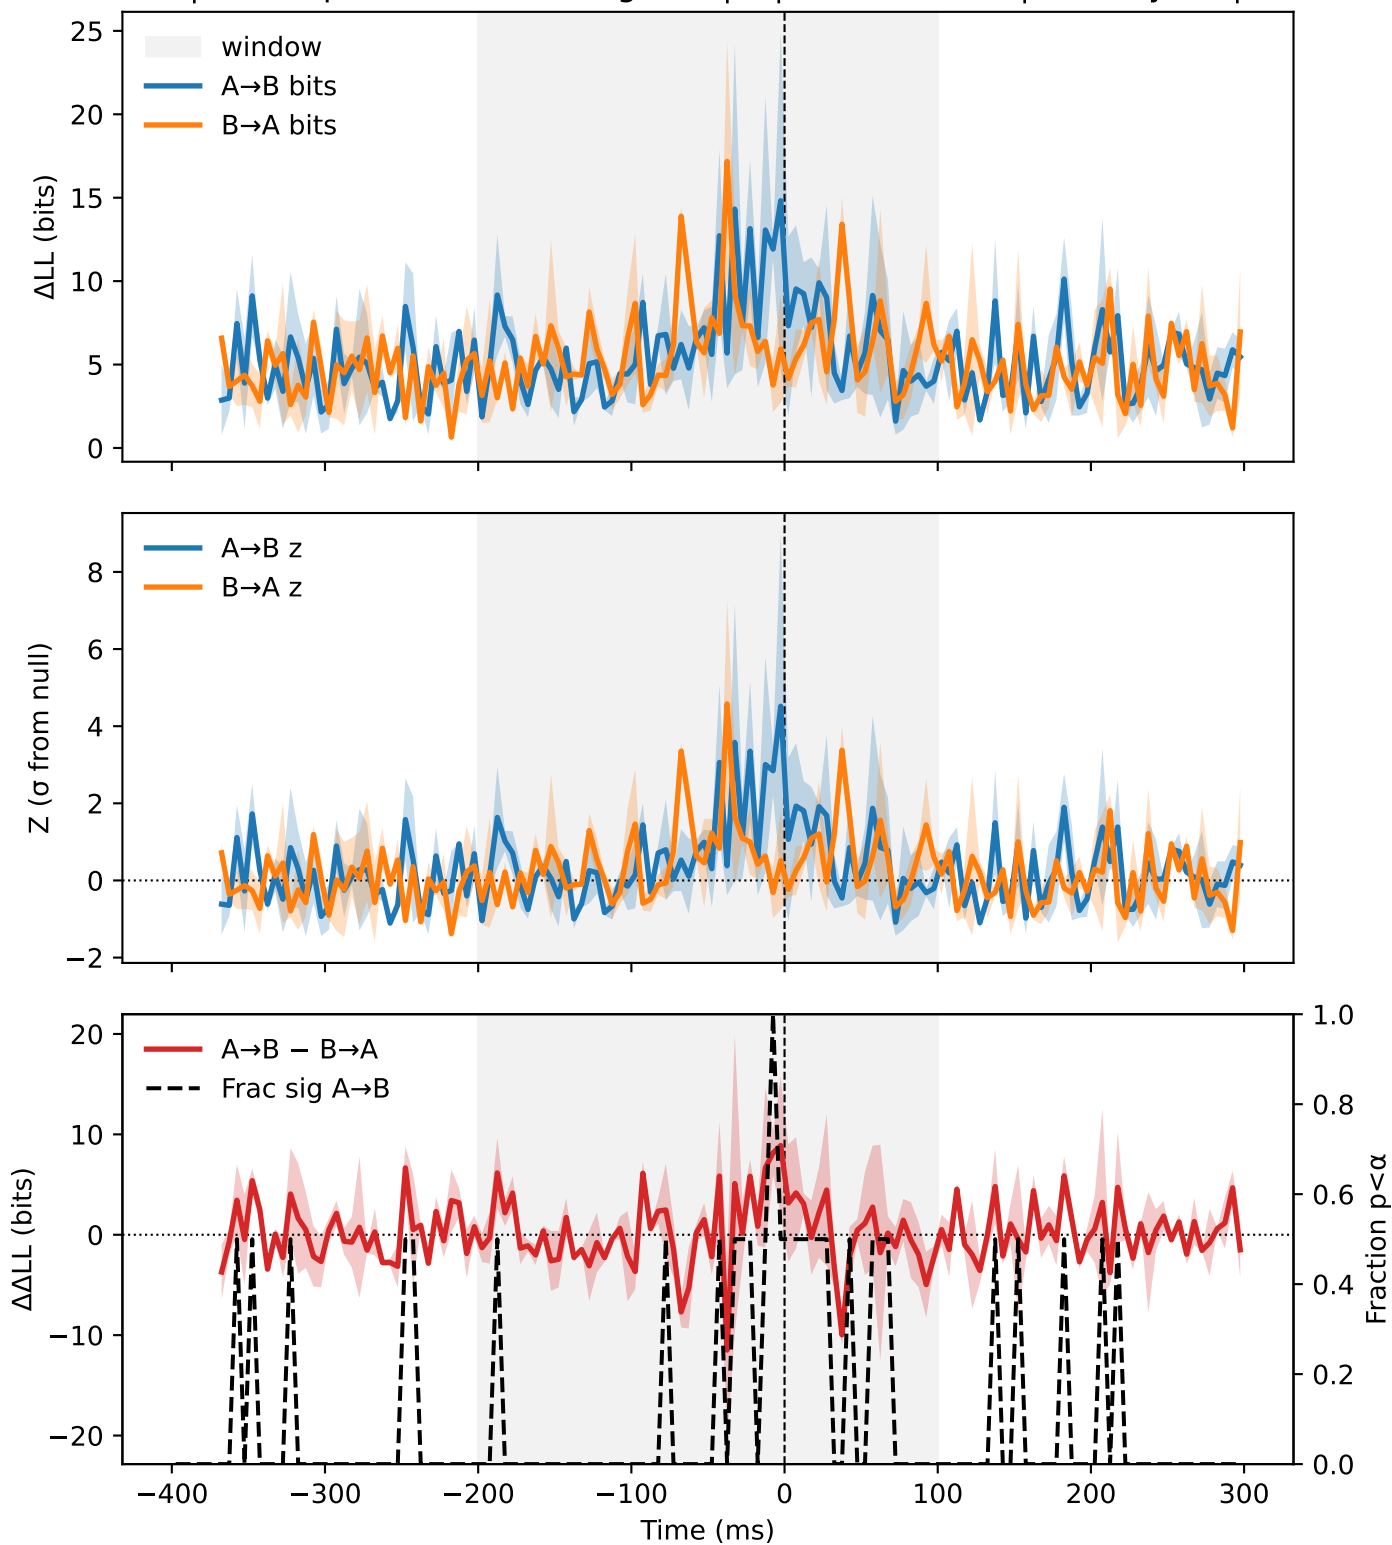 25
20
15
10
5
0
ΔLL (bits)
window
A→B bits
B→A bits
8
6
4
2
0
−2
Z (σ from null)
A→B z
B→A z
20
10
0
−10
−20
ΔΔLL (bits)
A→B − B→A
Frac sig A→B
1.0
0.8
0.6
0.4
0.2
0.0
Fraction p<α
−400 −300 −200 −100 0 100 200 300
Time (ms)